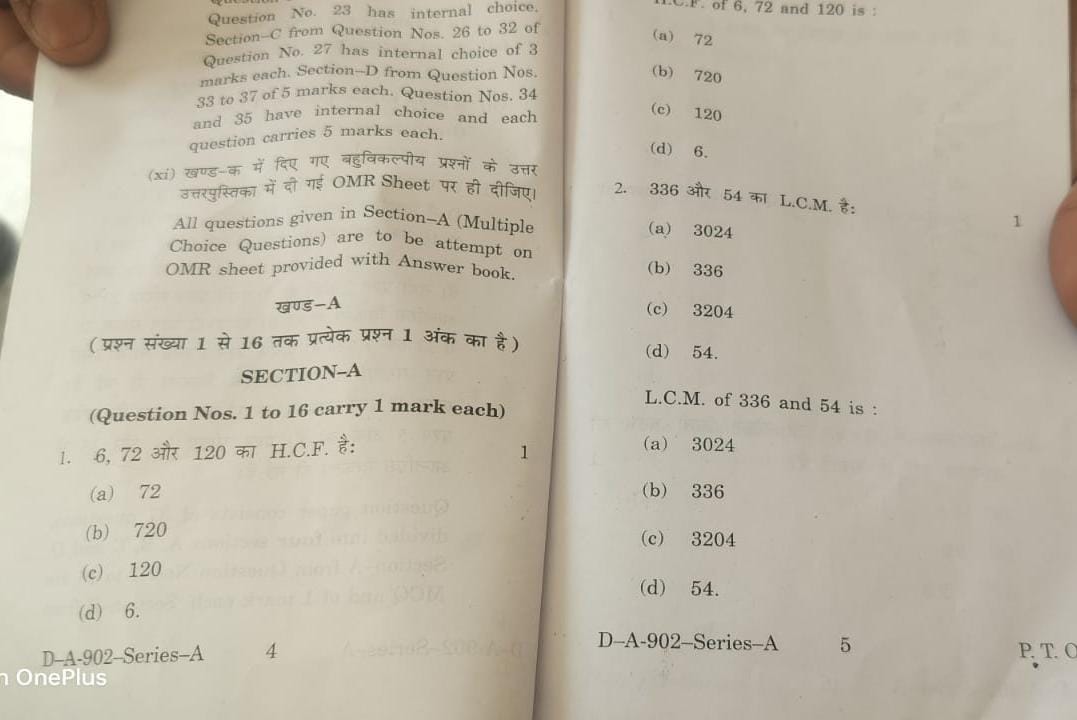 Question No. 23 has internal choice.
Section–C from Question Nos. 26 to 32 of
Question No. 27 has internal choice of 3
marks each. Section–D from Question Nos.
33 to 37 of 5 marks each. Question Nos. 34
and 35 have internal choice and each
question carries 5 marks each.
(xi) खण्ड-क में दिए गए बहुविकल्पीय प्रश्नों के उत्तर
उत्तरपुस्तिका में दी गई OMR Sheet पर ही दीजिए।
All questions given in Section–A (Multiple
Choice Questions) are to be attempt on
OMR sheet provided with Answer book.
खण्ड–A
(प्रश्न संख्या 1 से 16 तक प्रत्येक प्रश्न 1 अंक का है)
SECTION–A
(Question Nos. 1 to 16 carry 1 mark each)
1. 6, 72 और 120 का H.C.F. है: 1
(a) 72
(b) 720
(c) 120
(d) 6.
D–A-902–Series–A 4
H.C.F. of 6, 72 and 120 is :
(a) 72
(b) 720
(c) 120
(d) 6.
2. 336 और 54 का L.C.M. है: 1
(a) 3024
(b) 336
(c) 3204
(d) 54.
L.C.M. of 336 and 54 is :
(a) 3024
(b) 336
(c) 3204
(d) 54.
D–A-902–Series–A 5 P. T. O
n OnePlus